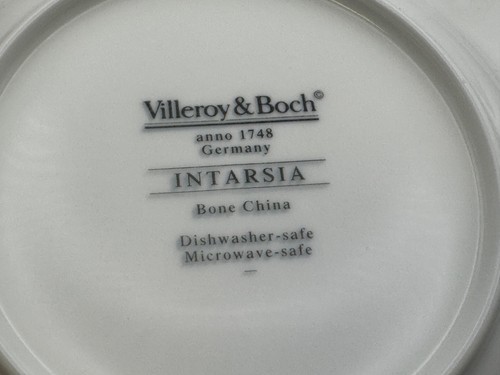 Villeroy & Boch©
anno 1748
Germany
INTARSIA
Bone China
Dishwasher-safe
Microwave-safe